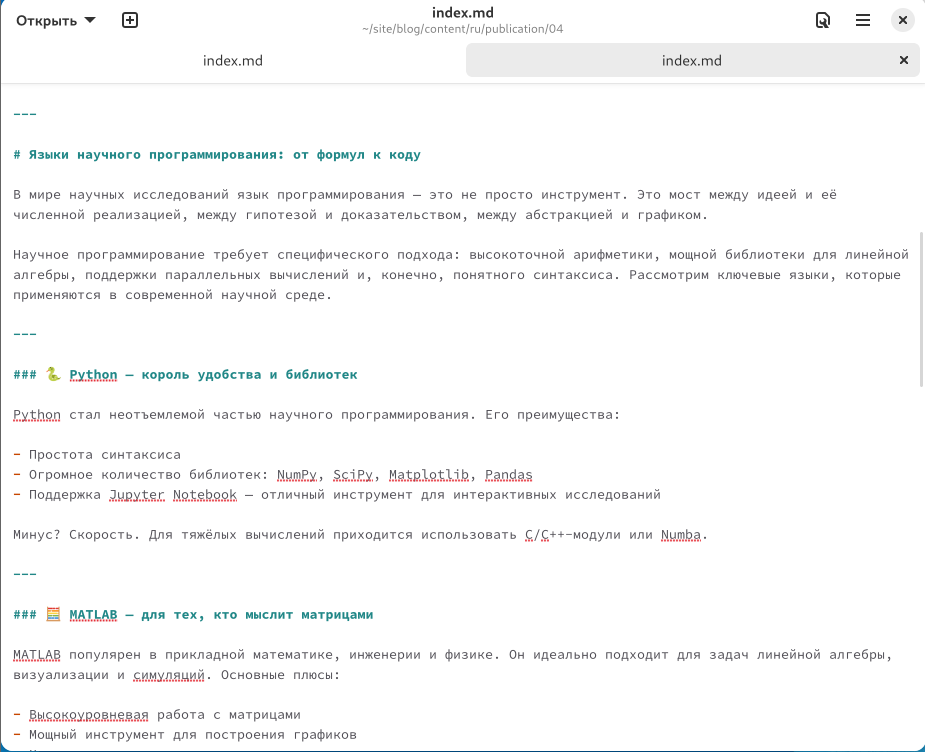 Открыть
index.md
~/site/blog/content/ru/publication/04
index.md
index.md
---
# Языки научного программирования: от формул к коду
В мире научных исследований язык программирования — это не просто инструмент. Это мост между идеей и её
численной реализацией, между гипотезой и доказательством, между абстракцией и графиком.
Научное программирование требует специфического подхода: высокоточной арифметики, мощной библиотеки для линейной
алгебры, поддержки параллельных вычислений и, конечно, понятного синтаксиса. Рассмотрим ключевые языки, которые
применяются в современной научной среде.
---
### 🐍 Python — король удобства и библиотек
Python стал неотъемлемой частью научного программирования. Его преимущества:
- Простота синтаксиса
- Огромное количество библиотек: NumPy, SciPy, Matplotlib, Pandas
- Поддержка Jupyter Notebook — отличный инструмент для интерактивных исследований
Минус? Скорость. Для тяжёлых вычислений приходится использовать C/C++-модули или Numba.
---
### 🧮 MATLAB — для тех, кто мыслит матрицами
MATLAB популярен в прикладной математике, инженерии и физике. Он идеально подходит для задач линейной алгебры,
визуализации и симуляций. Основные плюсы:
- Высокоуровневая работа с матрицами
- Мощный инструмент для построения графиков